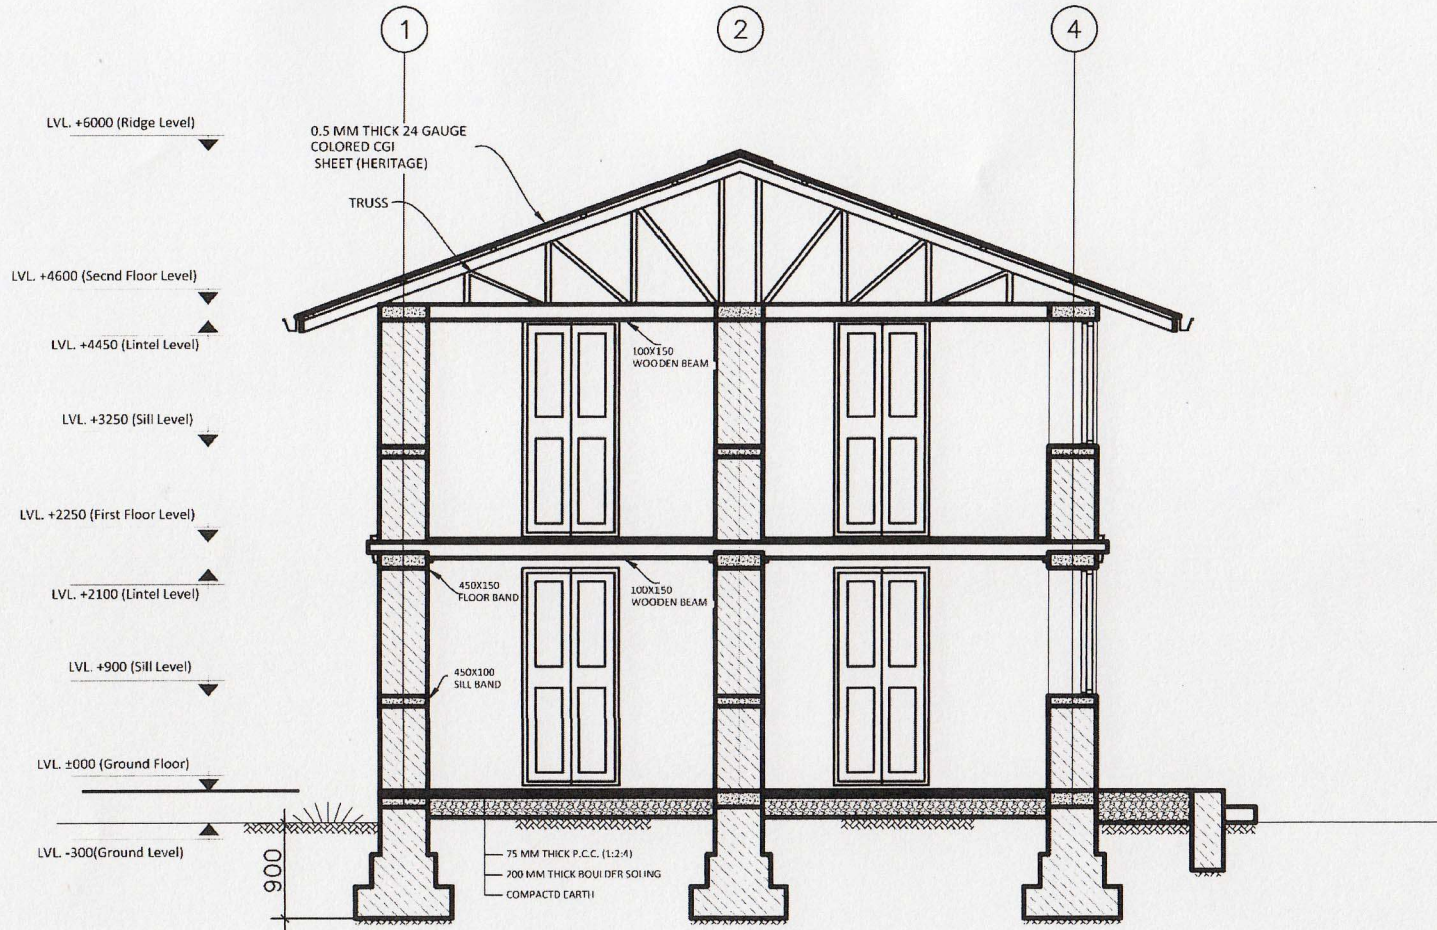 1
2
4
LVL. +6000 (Ridge Level)
0.5 MM THICK 24 GAUGE
COLORED CGI
SHEET (HERITAGE)
TRUSS
LVL. +4600 (Secnd Floor Level)
LVL. +4450 (Lintel Level)
100X150
WOODEN BEAM
LVL. +3250 (Sill Level)
LVL. +2250 (First Floor Level)
LVL. +2100 (Lintel Level)
450X150
FLOOR BAND
100X150
WOODEN BEAM
LVL. +900 (Sill Level)
450X100
SILL BAND
LVL. ±000 (Ground Floor)
LVL. -300(Ground Level)
900
75 MM THICK P.C.C. (1:2:4)
200 MM THICK BOULDER SOLING
COMPACTD EARTH